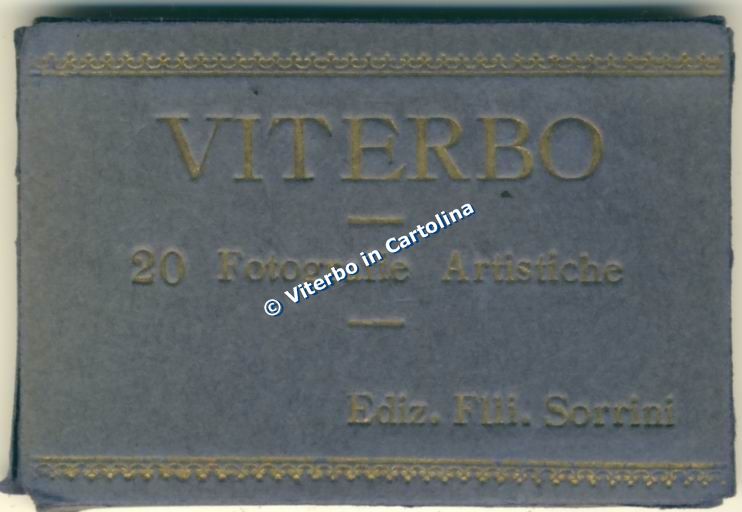 VITERBO
20 Fotografie Artistiche
© Viterbo in Cartolina
Ediz. Flli. Sorrini